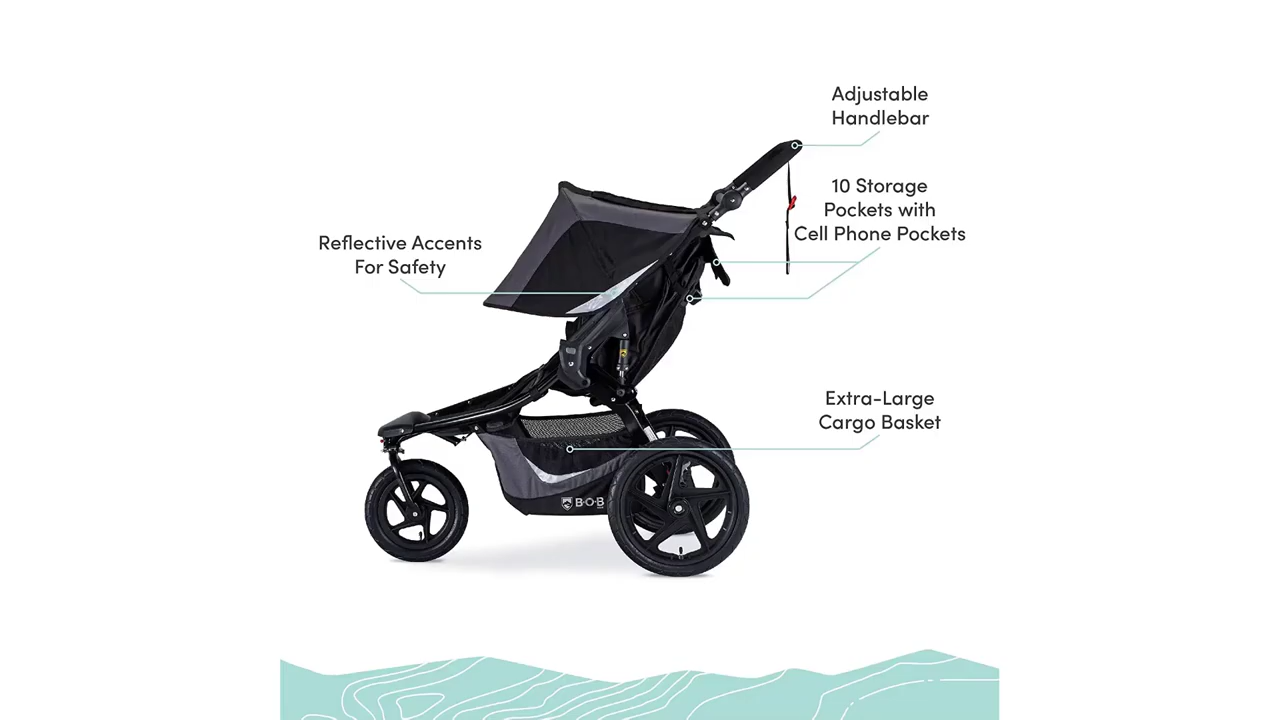 Adjustable
Handlebar
10 Storage
Pockets with
Cell Phone Pockets
Reflective Accents
For Safety
Extra-Large
Cargo Basket
B·O·B